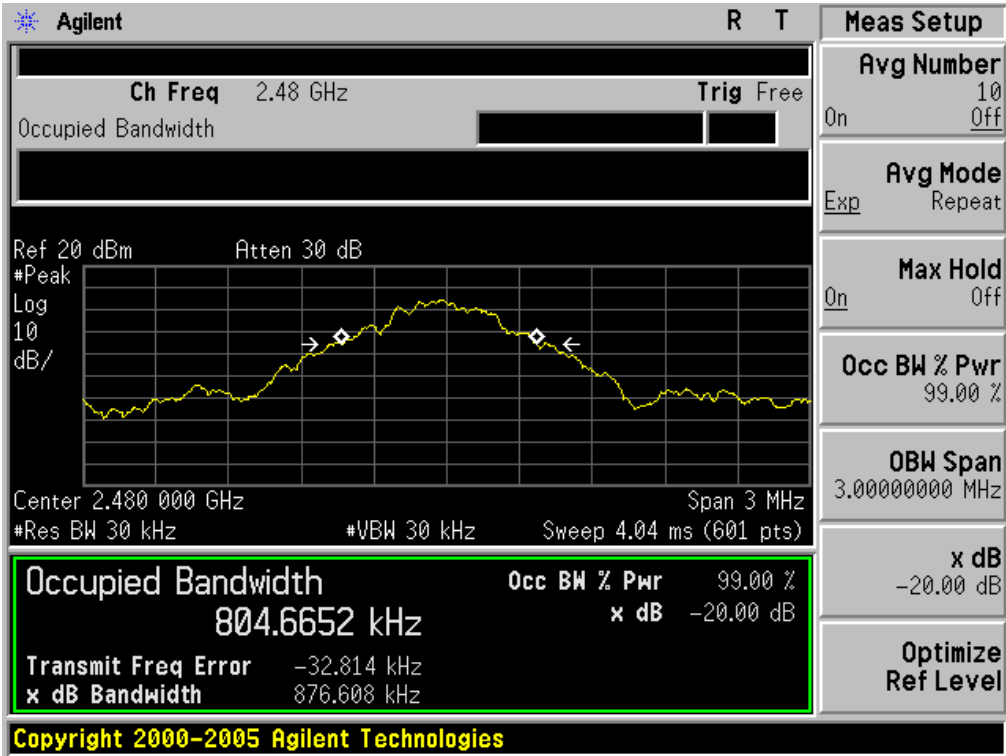 Agilent R T
Ch Freq 2.48 GHz Trig Free
Occupied Bandwidth
Ref 20 dBm Atten 30 dB
#Peak
Log
10
dB/
Center 2.480 000 GHz Span 3 MHz
#Res BW 30 kHz #VBW 30 kHz Sweep 4.04 ms (601 pts)
Occupied Bandwidth
804.6652 kHz
Occ BW % Pwr 99.00 %
x dB -20.00 dB
Transmit Freq Error -32.814 kHz
x dB Bandwidth 876.608 kHz
Copyright 2000-2005 Agilent Technologies
Meas Setup
Avg Number
10
On Off
Avg Mode
Exp Repeat
Max Hold
On Off
Occ BW % Pwr
99.00 %
OBW Span
3.00000000 MHz
x dB
-20.00 dB
Optimize
Ref Level